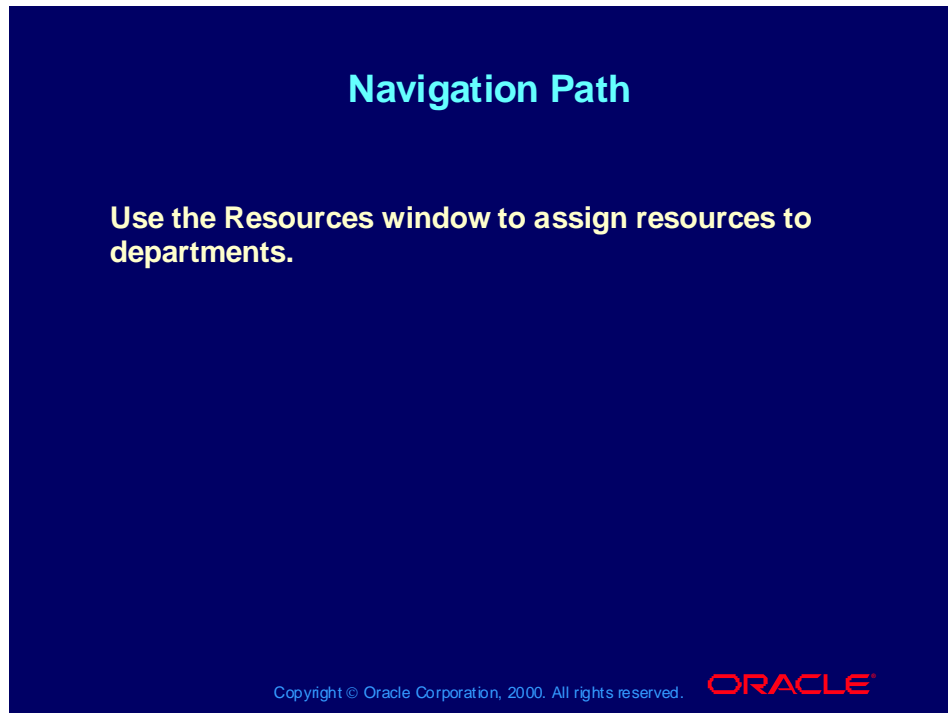 Navigation Path
Use the Resources window to assign resources to
departments.
Copyright © Oracle Corporation, 2000. All rights reserved.
ORACLE®